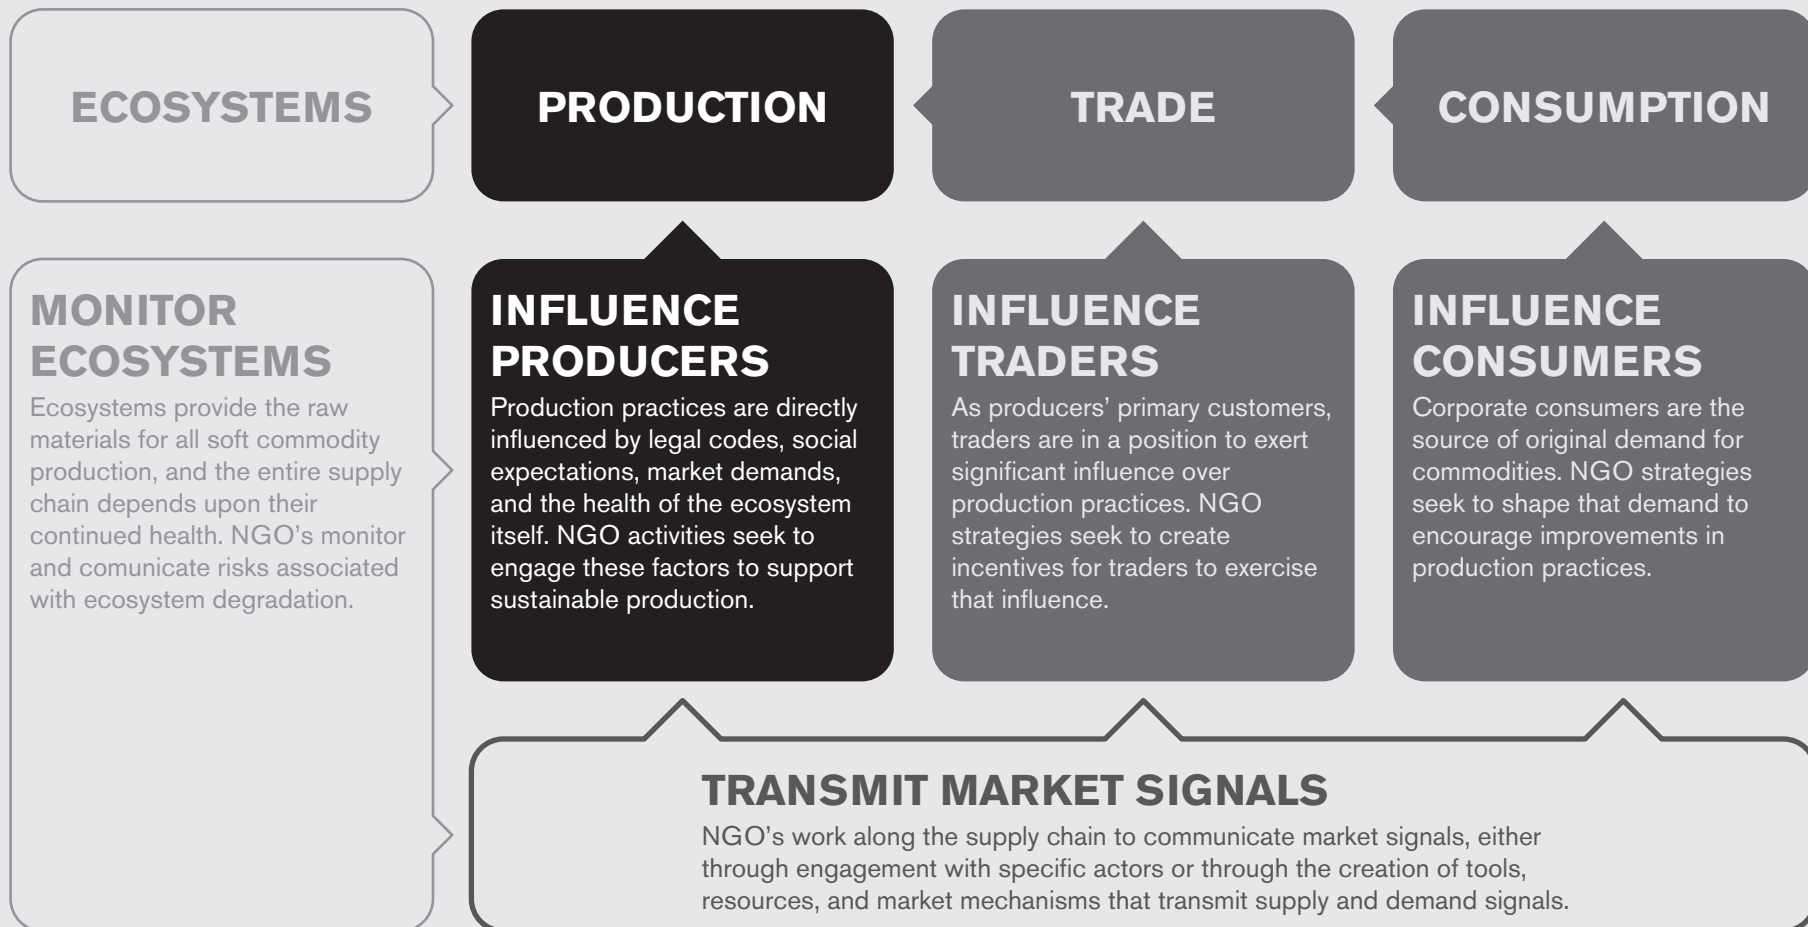 ECOSYSTEMS
PRODUCTION
TRADE
CONSUMPTION
MONITOR
ECOSYSTEMS
Ecosystems provide the raw
materials for all soft commodity
production, and the entire supply
chain depends upon their
continued health. NGO’s monitor
and comunicate risks associated
with ecosystem degradation.
INFLUENCE
PRODUCERS
Production practices are directly
influenced by legal codes, social
expectations, market demands,
and the health of the ecosystem
itself. NGO activities seek to
engage these factors to support
sustainable production.
INFLUENCE
TRADERS
As producers’ primary customers,
traders are in a position to exert
significant influence over
production practices. NGO
strategies seek to create
incentives for traders to exercise
that influence.
INFLUENCE
CONSUMERS
Corporate consumers are the
source of original demand for
commodities. NGO strategies
seek to shape that demand to
encourage improvements in
production practices.
TRANSMIT MARKET SIGNALS
NGO’s work along the supply chain to communicate market signals, either
through engagement with specific actors or through the creation of tools,
resources, and market mechanisms that transmit supply and demand signals.